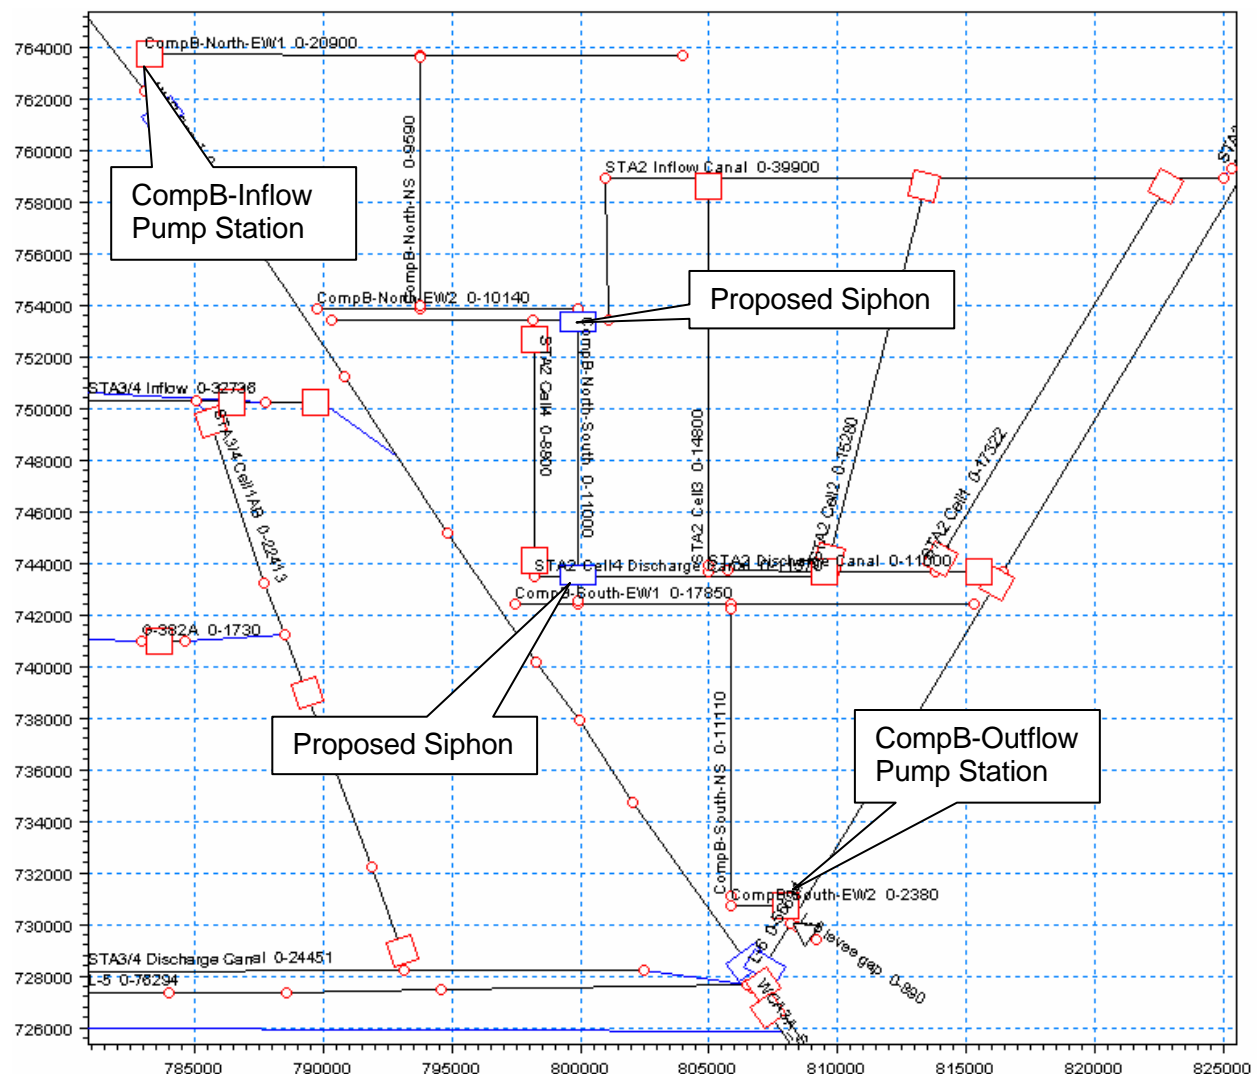 764000
CompB-North-EW1 0-20900
762000
760000
CompB-North-NS 0-9590
STA2 Inflow Canal 0-39900
CompB-Inflow
Pump Station
758000
756000
Proposed Siphon
754000
CompB-North-EW2 0-10140
752000
STA2 Cell4 0-8800
CompB-North-South 0-11000
STA3/4 Inflow 0-32736
750000
STA3/4 Cell1AB 0-22413
STA2 Cell3 0-14800
STA2 Cell2 0-15280
STA2 Cell1 0-17322
748000
746000
744000
STA2 Cell4 Discharge
STA2 Discharge Canal 0-11000
CompB-South-EW1 0-17850
742000
0-382A 0-1730
740000
738000
CompB-South-NS 0-11110
Proposed Siphon
CompB-Outflow
Pump Station
736000
734000
732000
CompB-South-EW2 0-2380
730000
levee gap 0-890
STA3/4 Discharge Canal 0-24451
728000
L-5 0-76294
726000
785000 790000 795000 800000 805000 810000 815000 820000 825000